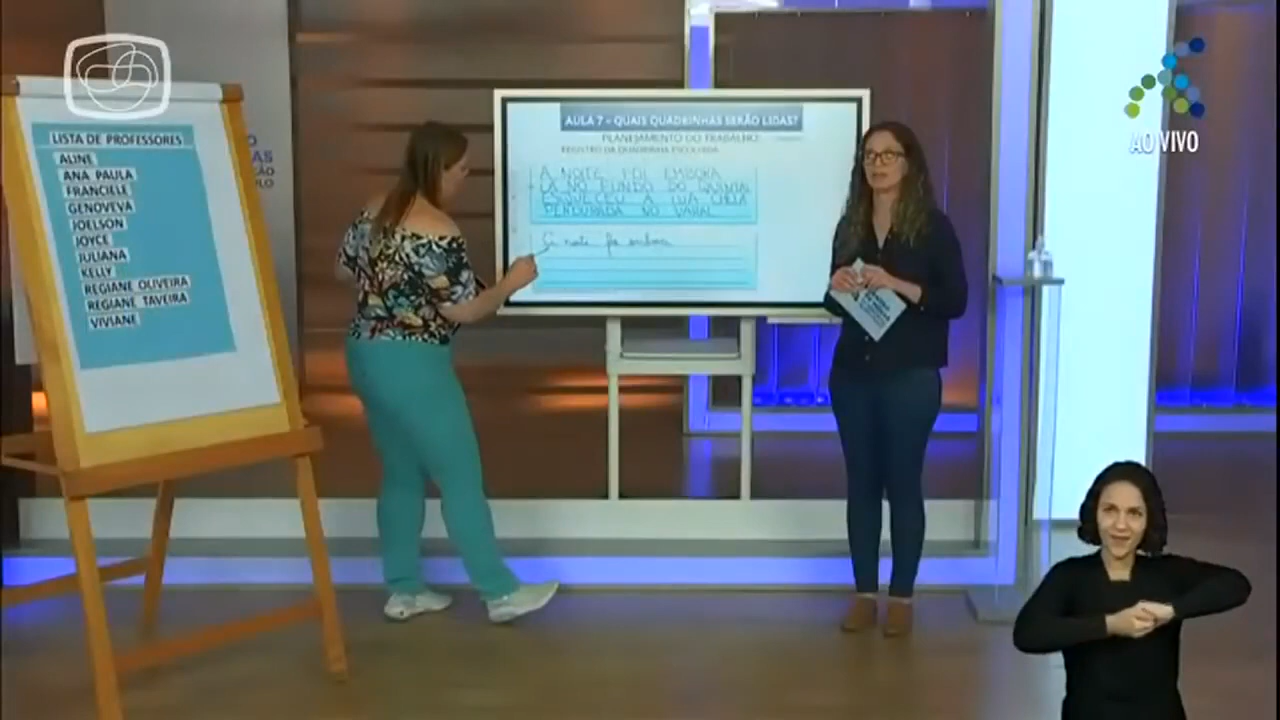 LISTA DE PROFESSORES
ALINE
ANA PAULA
FRANCIELE
GENOVEVA
JOELSON
JOYCE
JULIANA
KELLY
REGIANE OLIVEIRA
REGIANE TAVEIRA
VIVIANE
AULA 7 - QUAIS QUADRINHAS SERÃO LIDAS?
PLANEJAMENTO DO TRABALHO:
REGISTRO DA QUADRINHA ESCOLHIDA
A NOITE FOI EMBORA
LÁ NO FUNDO DO QUINTAL
ESQUECEU A LUA CHEIA
PENDURADA NO VARAL
noite foi embora
AO VIVO